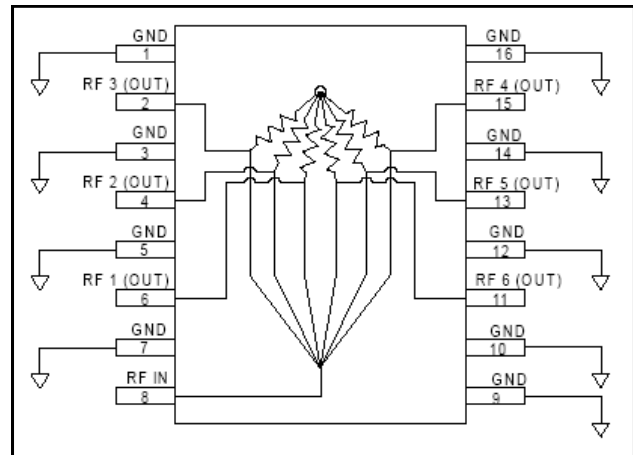 GND
1
RF 3 (OUT)
2
GND
3
RF 2 (OUT)
4
GND
5
RF 1 (OUT)
6
GND
7
RF IN
8
GND
16
RF 4 (OUT)
15
GND
14
RF 5 (OUT)
13
GND
12
RF 6 (OUT)
11
GND
10
GND
9